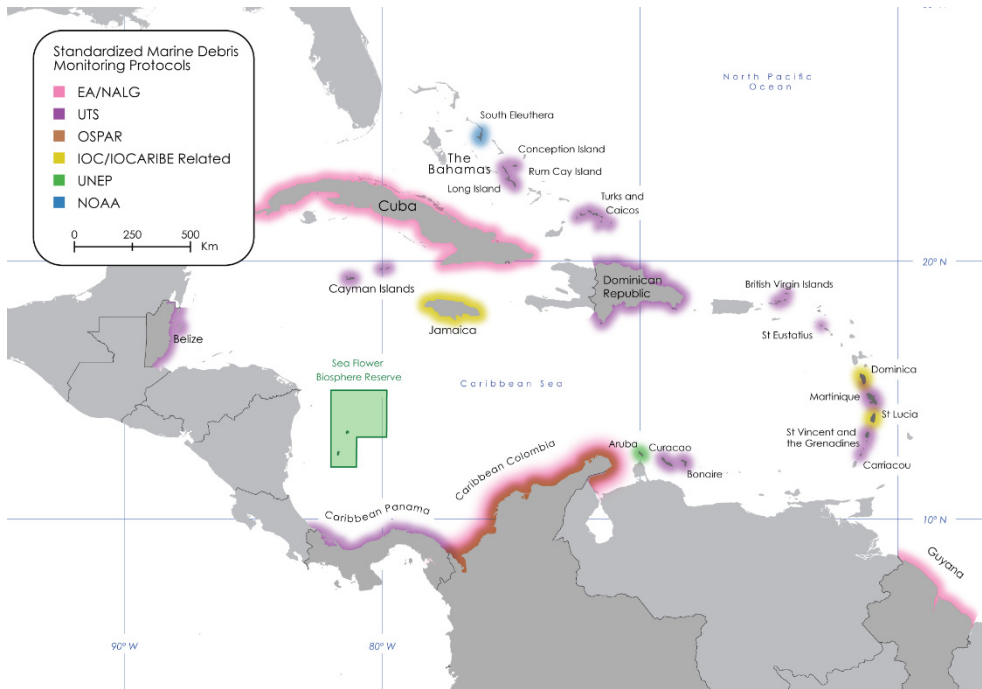 Standardized Marine Debris
Monitoring Protocols
EA/NALG
UTS
OSPAR
IOC/IOCARIBE Related
UNEP
NOAA
0 250 500
Km
North Pacific
Ocean
South Eleuthera
Conception Island
The
Bahamas
Rum Cay Island
Long Island
Turks and
Caicos
Cuba
20° N
Cayman Islands
Dominican
Republic
British Virgin Islands
Jamaica
St Eustatius
Belize
Sea Flower
Biosphere Reserve
Caribbean Sea
Dominica
Martinique
St Lucia
St Vincent and
the Grenadines
Carriacou
Aruba
Curacao
Bonaire
Caribbean Colombia
Caribbean Panama
10° N
Guyana
90° W
80° W